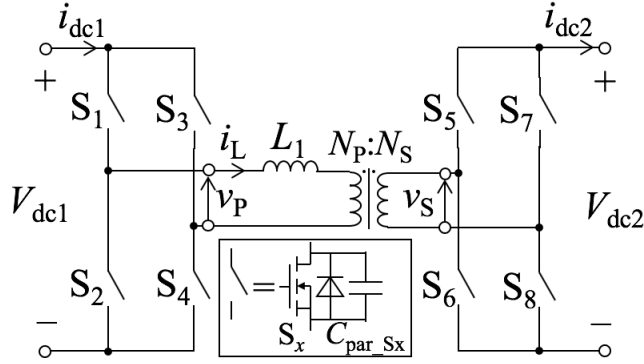 i_dc1
i_dc2
+
+
S_1
S_3
S_5
S_7
i_L
L_1
N_P:N_S
V_dc1
v_P
v_S
V_dc2
S_2
S_4
S_6
S_8
=
S_x
C_par_Sx
−
−